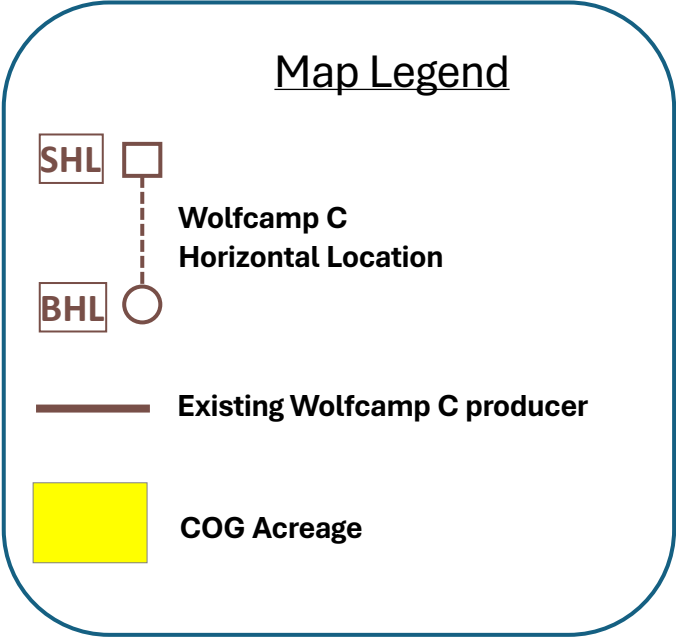 Map Legend
SHL
Wolfcamp C
Horizontal Location
BHL
Existing Wolfcamp C producer
COG Acreage